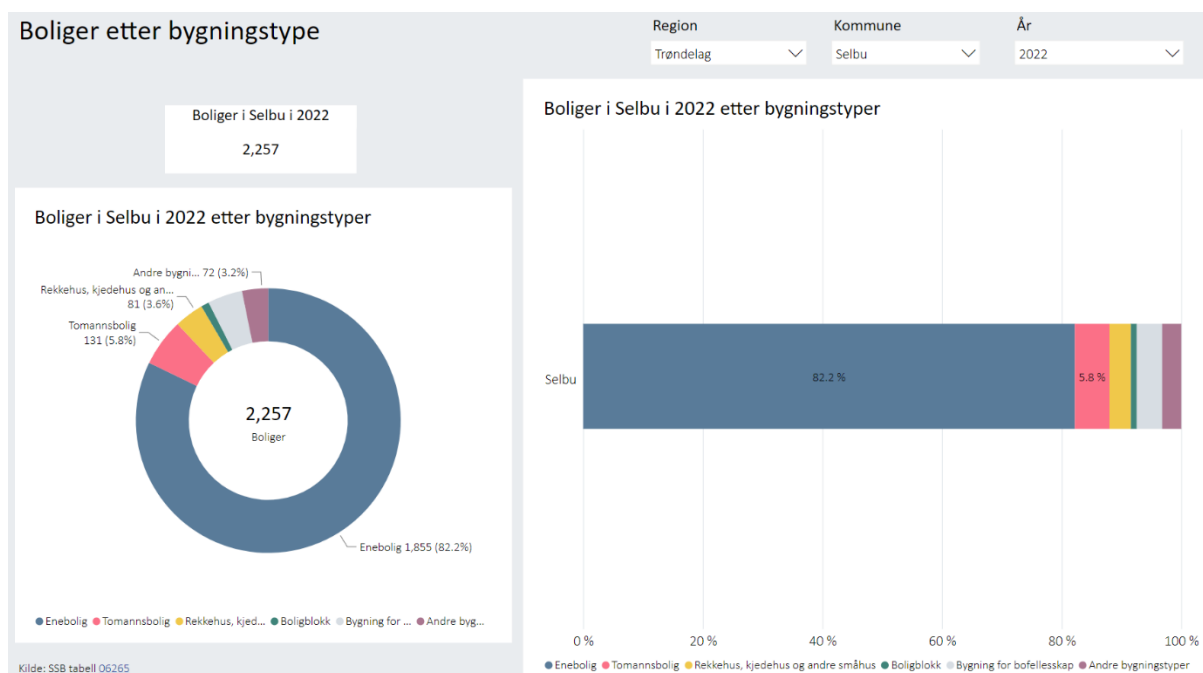 Boliger etter bygningstype
Region
Kommune
År
Trøndelag
Selbu
2022
Boliger i Selbu i 2022
2,257
Boliger i Selbu i 2022 etter bygningstyper
Andre bygni... 72 (3.2%)
Rekkehus, kjedehus og an...
81 (3.6%)
Tomannsbolig
131 (5.8%)
2,257
Boliger
Enebolig 1,855 (82.2%)
Enebolig Tomannsbolig Rekkehus, kjed... Boligblokk Bygning for ... Andre byg...
Kilde: SSB tabell 06265
Boliger i Selbu i 2022 etter bygningstyper
Selbu
82.2 %
5.8 %
0 % 20 % 40 % 60 % 80 % 100 %
Enebolig Tomannsbolig Rekkehus, kjedehus og andre småhus Boligblokk Bygning for bofellesskap Andre bygningstyper